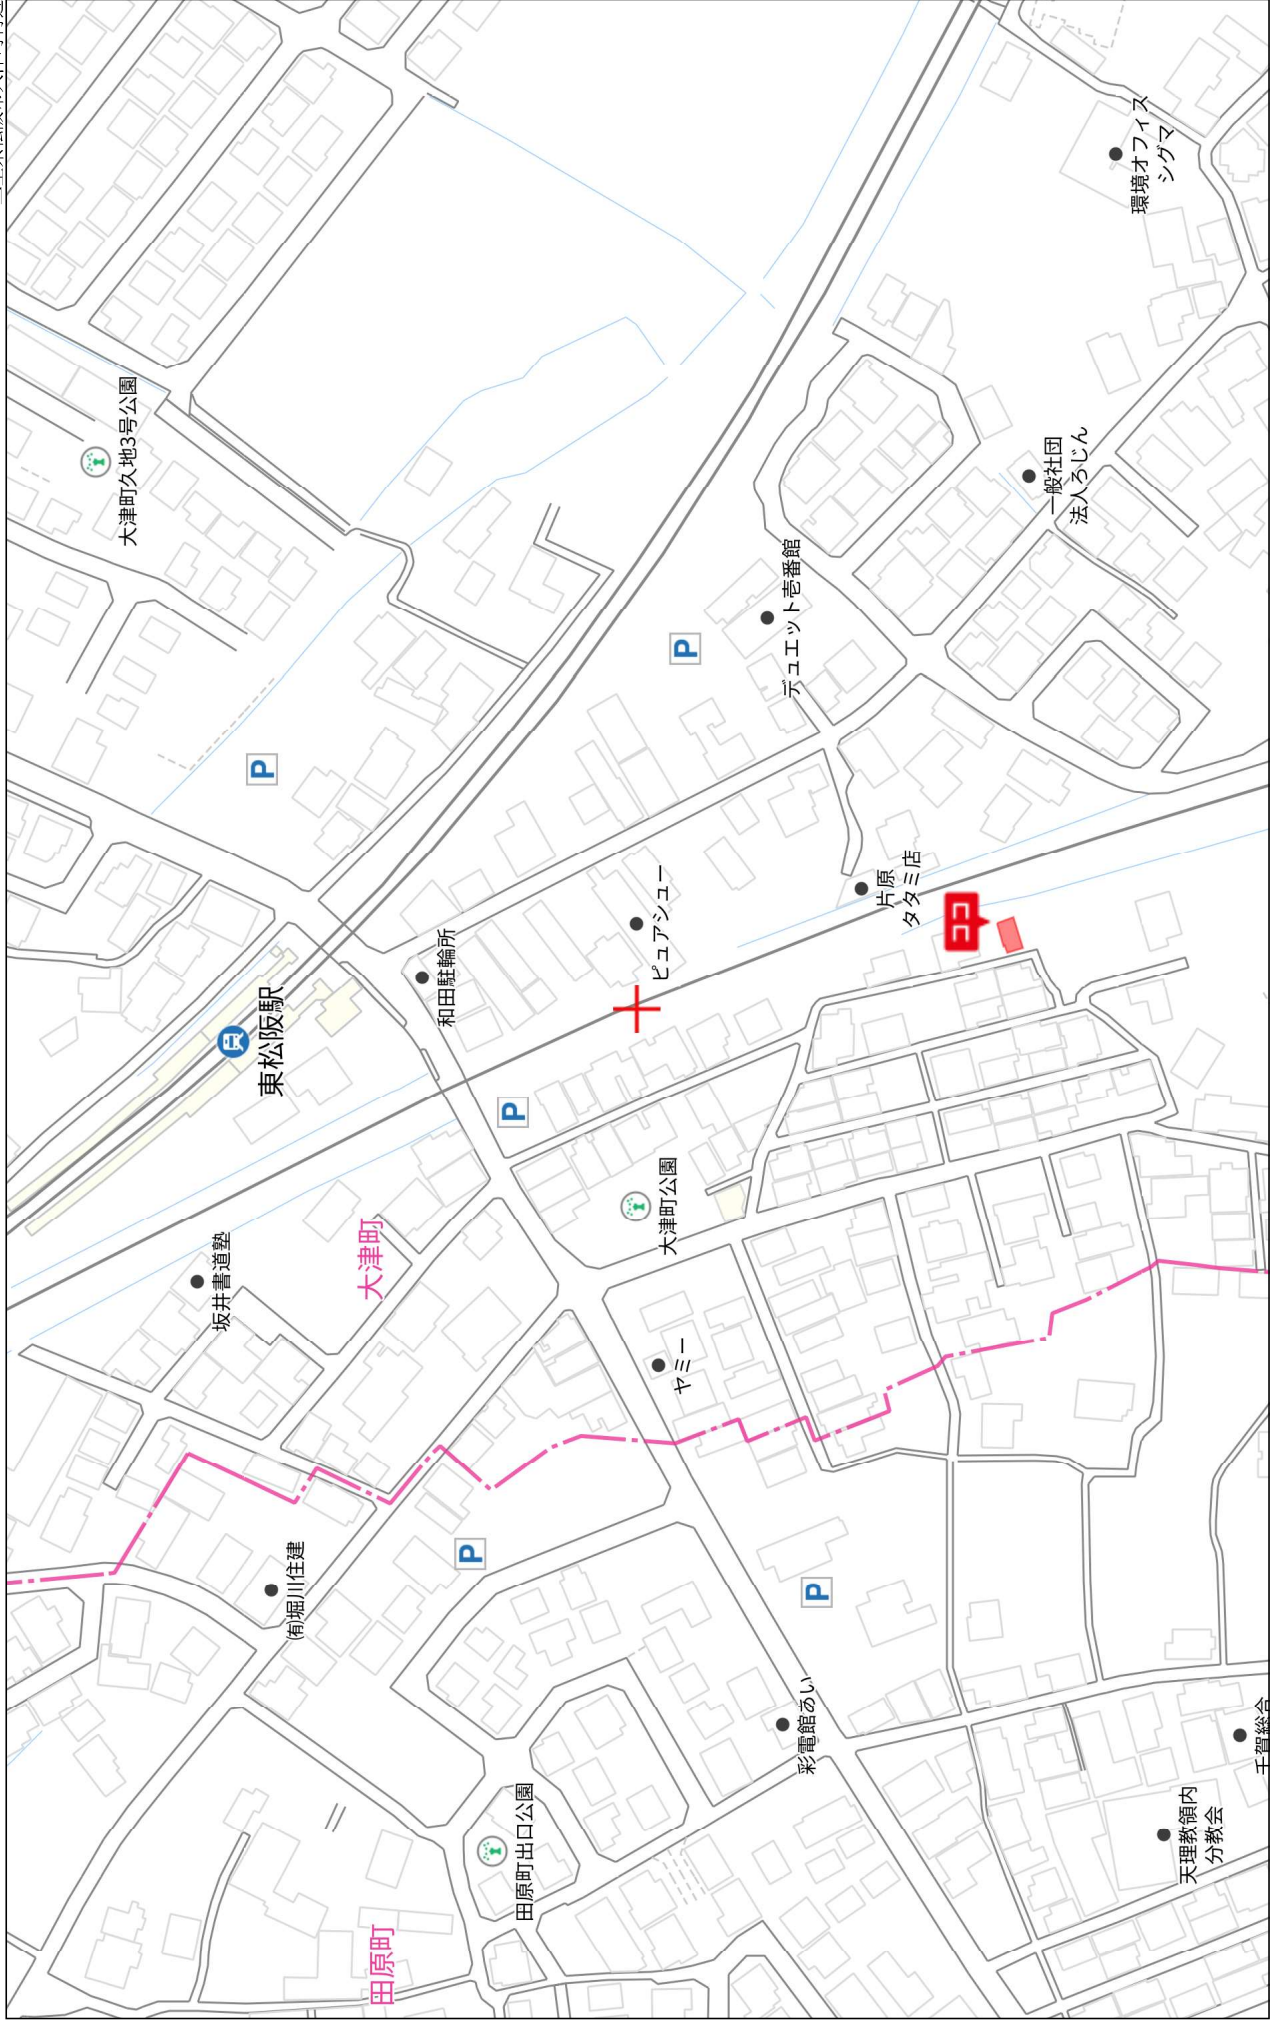 大津町久地3号公園
環境オフィス
シグマ
一般社団
法人ろじん
デュエット壱番館
P
P
東松阪駅
和田駐輪所
ピュアシュー
片原
タタミ店
ココ
P
大津町公園
大津町
坂井書道塾
ヤミー
(有)堀川住建
P
P
彩電館あい
田原町出口公園
田原町
天理教領内
分教会